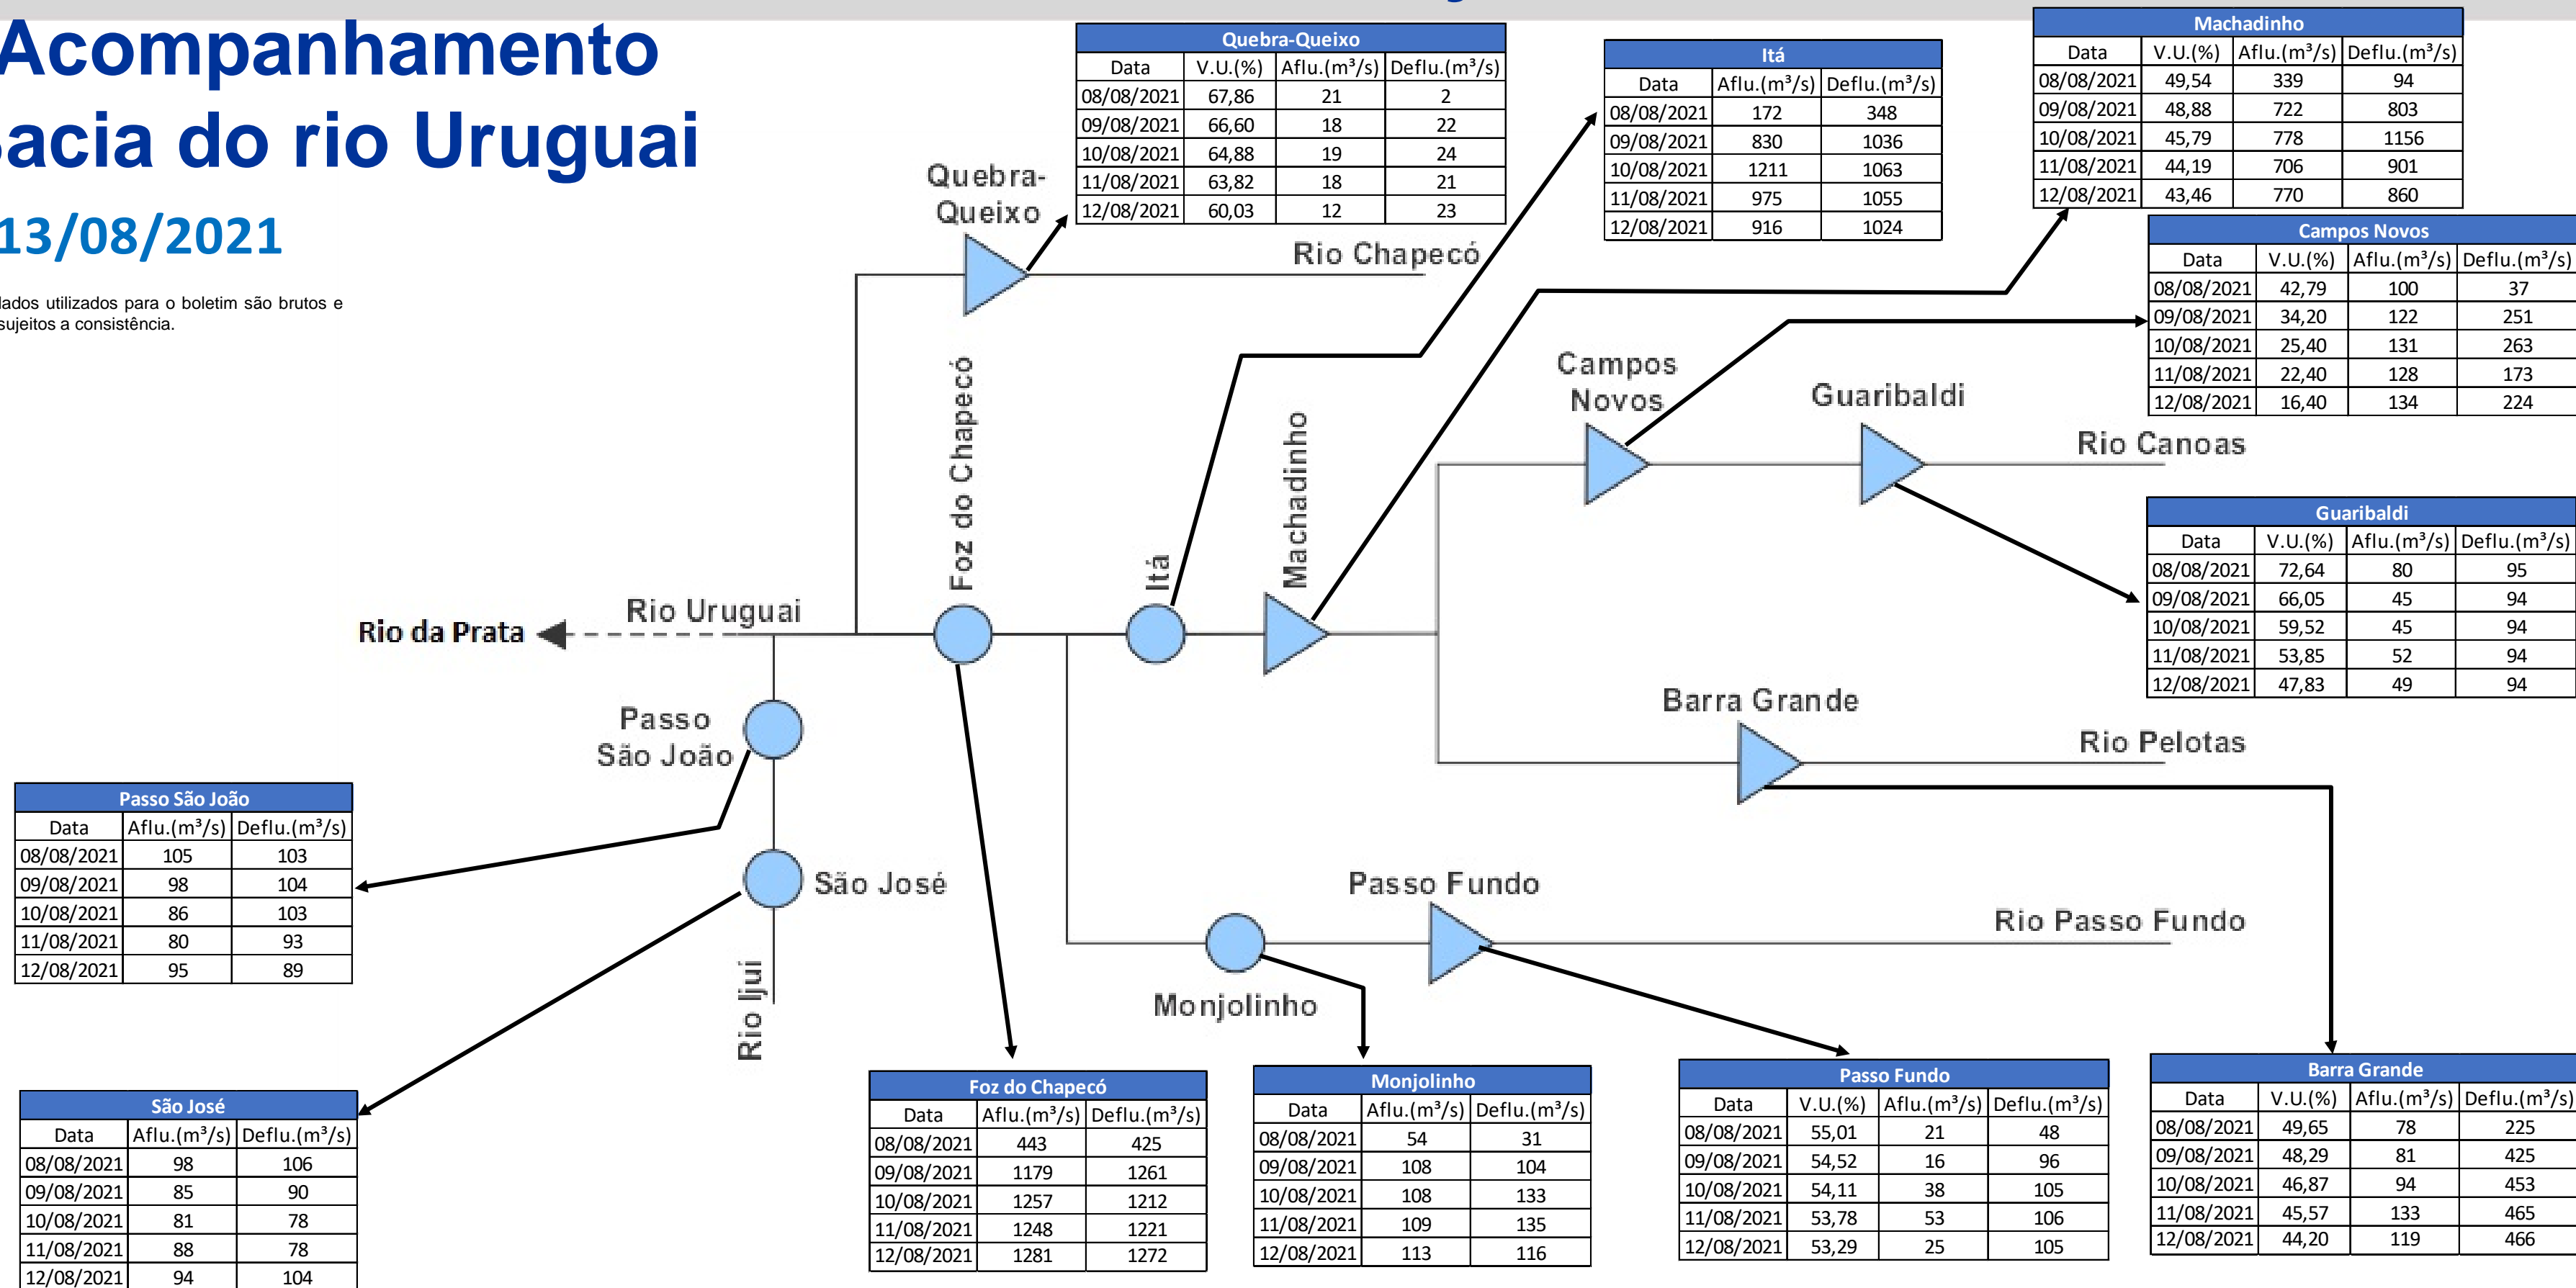 Acompanhamento
acia do rio Uruguai
13/08/2021
dados utilizados para o boletim são brutos e
sujeitos a consistência.
Quebra-Queixo
Data V.U.(%) Aflu.(m³/s) Deflu.(m³/s)
08/08/2021 67,86 21 2
09/08/2021 66,60 18 22
10/08/2021 64,88 19 24
11/08/2021 63,82 18 21
12/08/2021 60,03 12 23
Itá
Data Aflu.(m³/s) Deflu.(m³/s)
08/08/2021 172 348
09/08/2021 830 1036
10/08/2021 1211 1063
11/08/2021 975 1055
12/08/2021 916 1024
Machadinho
Data V.U.(%) Aflu.(m³/s) Deflu.(m³/s)
08/08/2021 49,54 339 94
09/08/2021 48,88 722 803
10/08/2021 45,79 778 1156
11/08/2021 44,19 706 901
12/08/2021 43,46 770 860
Campos Novos
Data V.U.(%) Aflu.(m³/s) Deflu.(m³/s)
08/08/2021 42,79 100 37
09/08/2021 34,20 122 251
10/08/2021 25,40 131 263
11/08/2021 22,40 128 173
12/08/2021 16,40 134 224
Quebra-
Queixo
Rio Chapecó
Foz do Chapecó
Itá
Machadinho
Campos
Novos
Guaribaldi
Rio Canoas
Guaribaldi
Data V.U.(%) Aflu.(m³/s) Deflu.(m³/s)
08/08/2021 72,64 80 95
09/08/2021 66,05 45 94
10/08/2021 59,52 45 94
11/08/2021 53,85 52 94
12/08/2021 47,83 49 94
Rio da Prata
Rio Uruguai
Passo
São João
Barra Grande
Rio Pelotas
São José
Rio Ijuí
Passo Fundo
Rio Passo Fundo
Monjolinho
Passo São João
Data Aflu.(m³/s) Deflu.(m³/s)
08/08/2021 105 103
09/08/2021 98 104
10/08/2021 86 103
11/08/2021 80 93
12/08/2021 95 89
São José
Data Aflu.(m³/s) Deflu.(m³/s)
08/08/2021 98 106
09/08/2021 85 90
10/08/2021 81 78
11/08/2021 88 78
12/08/2021 94 104
Foz do Chapecó
Data Aflu.(m³/s) Deflu.(m³/s)
08/08/2021 443 425
09/08/2021 1179 1261
10/08/2021 1257 1212
11/08/2021 1248 1221
12/08/2021 1281 1272
Monjolinho
Data Aflu.(m³/s) Deflu.(m³/s)
08/08/2021 54 31
09/08/2021 108 104
10/08/2021 108 133
11/08/2021 109 135
12/08/2021 113 116
Passo Fundo
Data V.U.(%) Aflu.(m³/s) Deflu.(m³/s)
08/08/2021 55,01 21 48
09/08/2021 54,52 16 96
10/08/2021 54,11 38 105
11/08/2021 53,78 53 106
12/08/2021 53,29 25 105
Barra Grande
Data V.U.(%) Aflu.(m³/s) Deflu.(m³/s)
08/08/2021 49,65 78 225
09/08/2021 48,29 81 425
10/08/2021 46,87 94 453
11/08/2021 45,57 133 465
12/08/2021 44,20 119 466